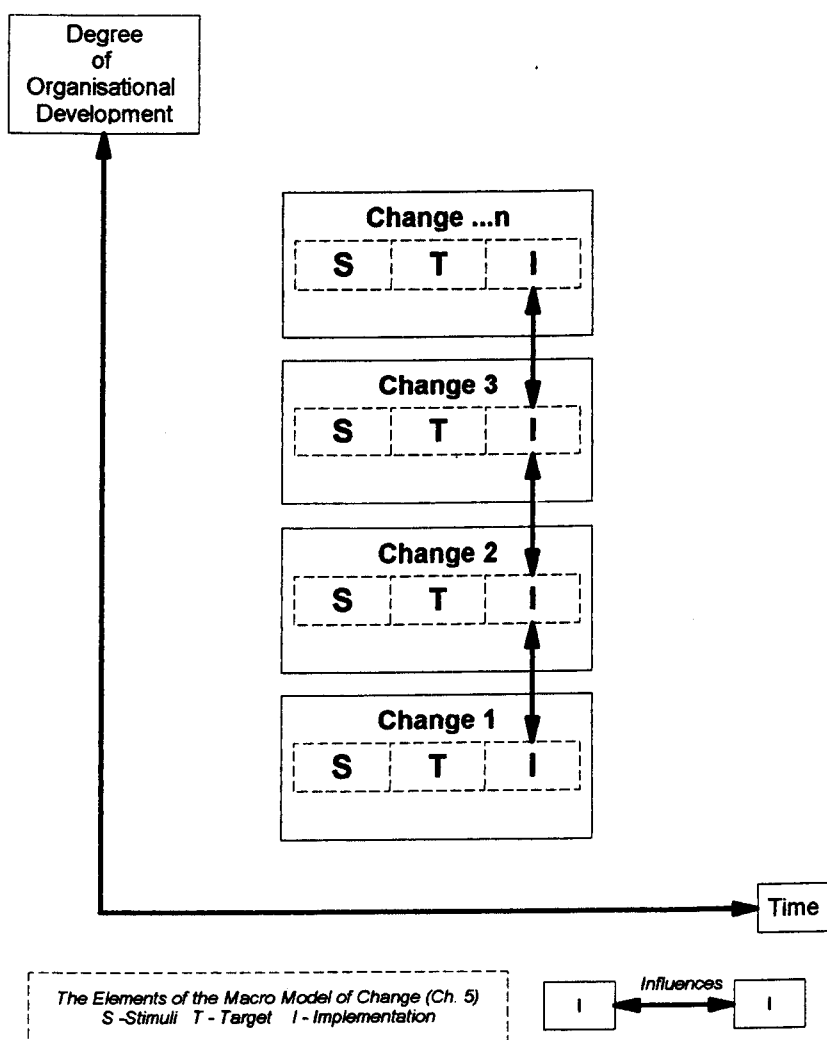 Degree
of
Organisational
Development
Change ...n
S T I
Change 3
S T I
Change 2
S T I
Change 1
S T I
Time
The Elements of the Macro Model of Change (Ch. 5)
S -Stimuli T - Target I - Implementation
Influences
I I